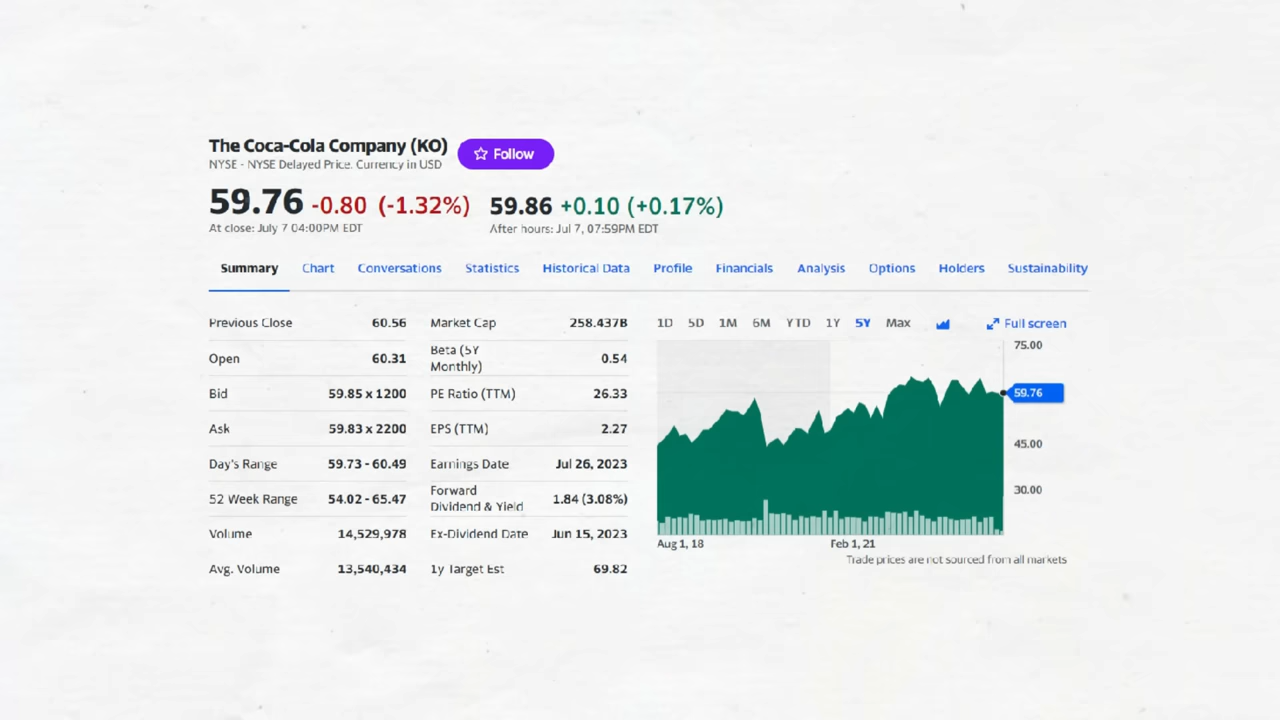 The Coca-Cola Company (KO)
Follow
NYSE - NYSE Delayed Price. Currency in USD
59.76 -0.80 (-1.32%) 59.86 +0.10 (+0.17%)
At close: July 7 04:00PM EDT
After hours: Jul 7, 07:59PM EDT
Summary Chart Conversations Statistics Historical Data Profile Financials Analysis Options Holders Sustainability
Previous Close 60.56
Open 60.31
Bid 59.85 x 1200
Ask 59.83 x 2200
Day's Range 59.73 - 60.49
52 Week Range 54.02 - 65.47
Volume 14,529,978
Avg. Volume 13,540,434
Market Cap 258.437B
Beta (5Y
Monthly) 0.54
PE Ratio (TTM) 26.33
EPS (TTM) 2.27
Earnings Date Jul 26, 2023
Forward
Dividend & Yield 1.84 (3.08%)
Ex-Dividend Date Jun 15, 2023
1y Target Est 69.82
1D 5D 1M 6M YTD 1Y 5Y Max Full screen
75.00
59.76
45.00
30.00
Aug 1, 18 Feb 1, 21
Trade prices are not sourced from all markets